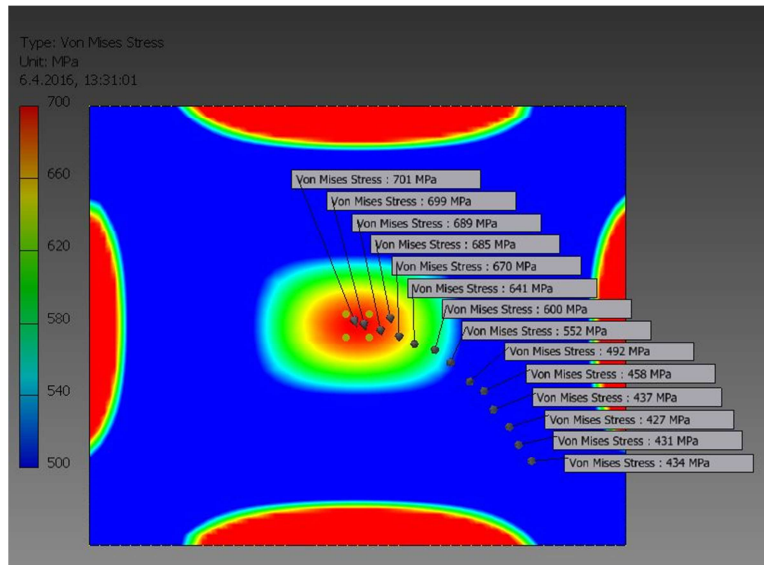 Type: Von Mises Stress
Unit: MPa
6.4.2016, 13:31:01
700
660
620
580
540
500
Von Mises Stress : 701 MPa
Von Mises Stress : 699 MPa
Von Mises Stress : 689 MPa
Von Mises Stress : 685 MPa
Von Mises Stress : 670 MPa
Von Mises Stress : 641 MPa
Von Mises Stress : 600 MPa
Von Mises Stress : 552 MPa
Von Mises Stress : 492 MPa
Von Mises Stress : 458 MPa
Von Mises Stress : 437 MPa
Von Mises Stress : 427 MPa
Von Mises Stress : 431 MPa
Von Mises Stress : 434 MPa